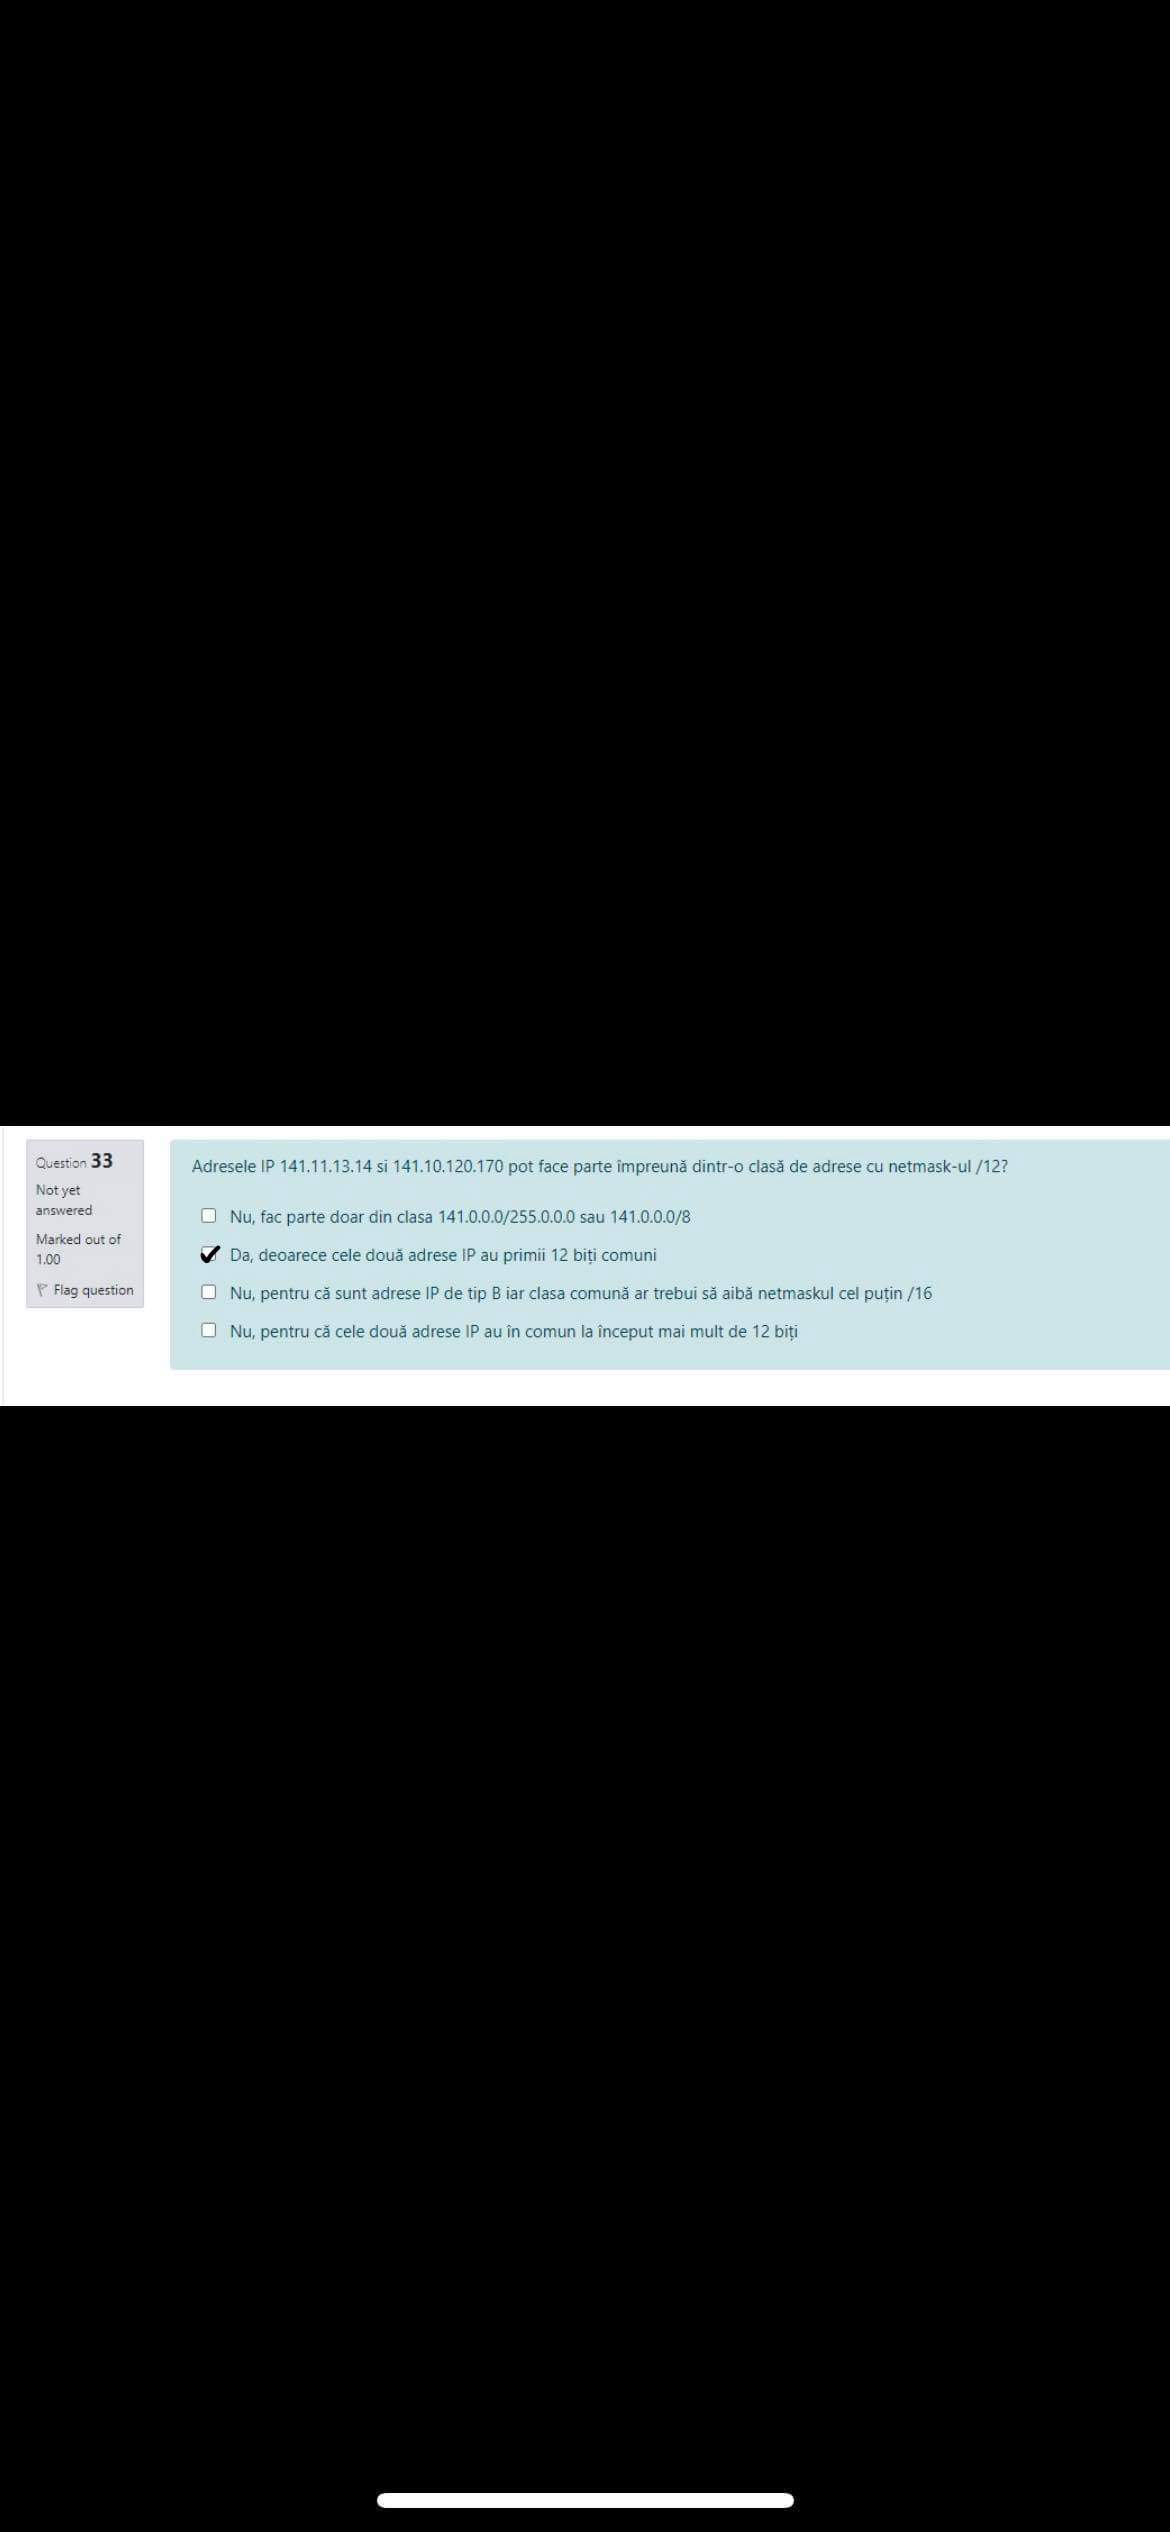 Question 33
Not yet
answered
Marked out of
1.00
Flag question
Adresele IP 141.11.13.14 si 141.10.120.170 pot face parte împreună dintr-o clasă de adrese cu netmask-ul /12?
Nu, fac parte doar din clasa 141.0.0.0/255.0.0.0 sau 141.0.0.0/8
Da, deoarece cele două adrese IP au primii 12 biți comuni
Nu, pentru că sunt adrese IP de tip B iar clasa comună ar trebui să aibă netmaskul cel puțin /16
Nu, pentru că cele două adrese IP au în comun la început mai mult de 12 biți